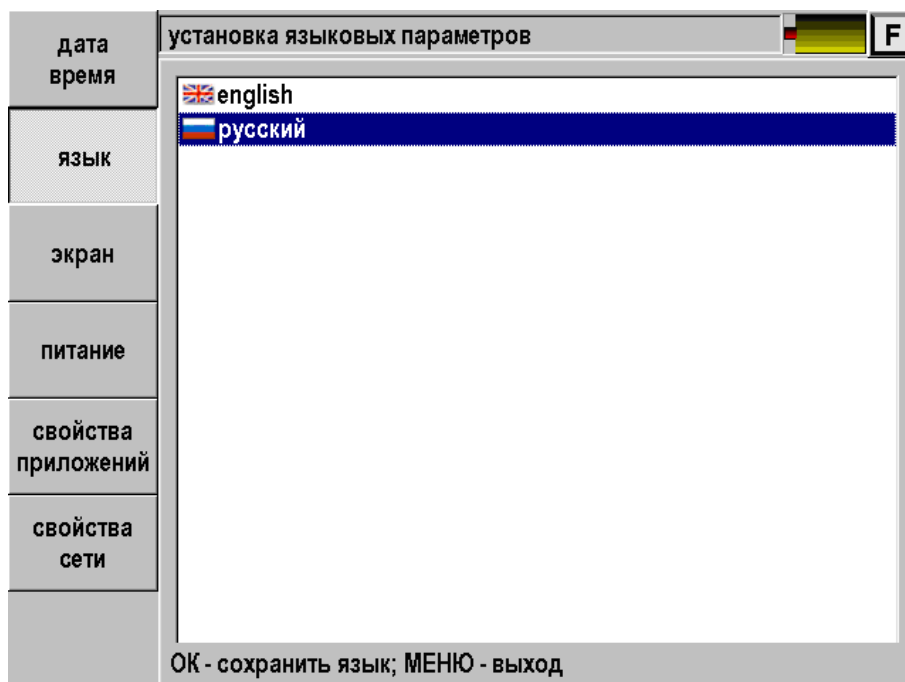 дата
время
язык
экран
питание
свойства
приложений
свойства
сети
установка языковых параметров
F
english
русский
ОК - сохранить язык; МЕНЮ - выход